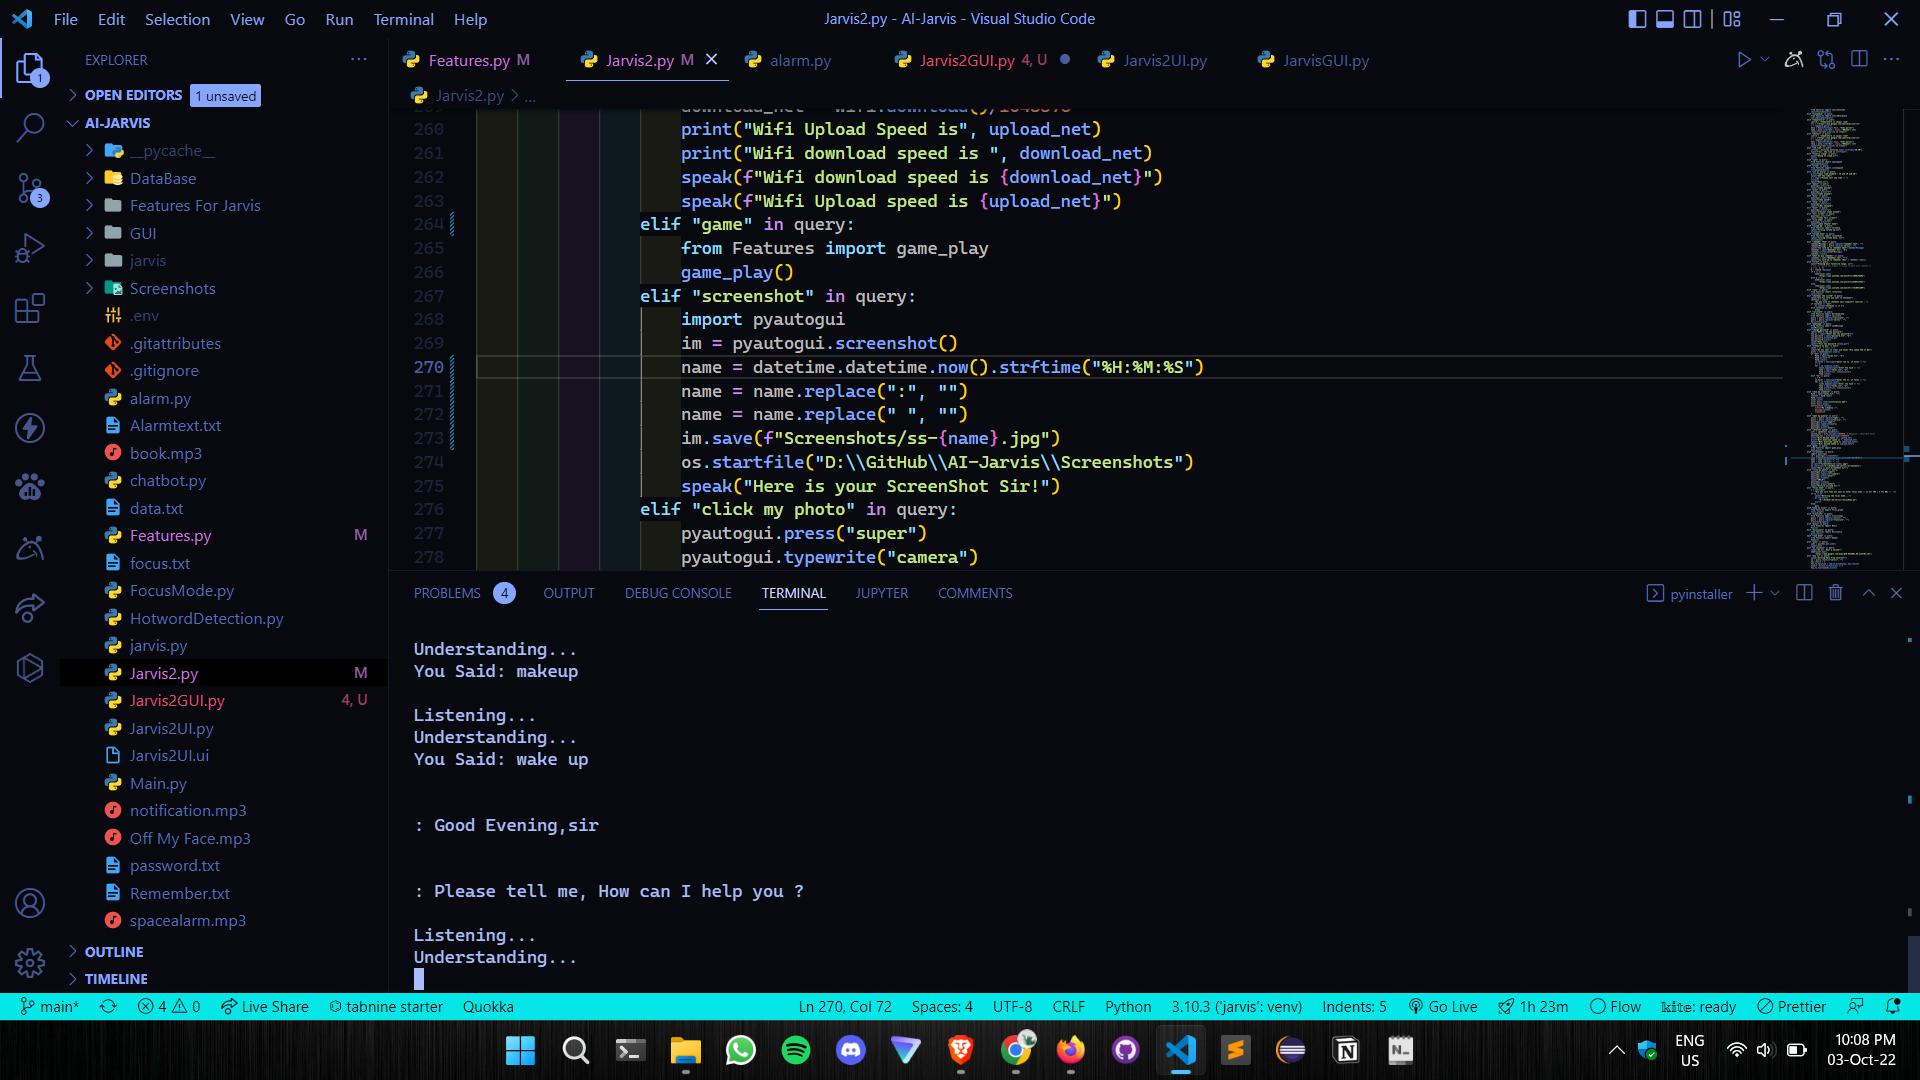 File Edit Selection View Go Run Terminal Help
Jarvis2.py - AI-Jarvis - Visual Studio Code
EXPLORER
OPEN EDITORS 1 unsaved
AI-JARVIS
__pycache__
DataBase
Features For Jarvis
GUI
jarvis
Screenshots
.env
.gitattributes
.gitignore
alarm.py
Alarmtext.txt
book.mp3
chatbot.py
data.txt
Features.py M
focus.txt
FocusMode.py
HotwordDetection.py
jarvis.py
Jarvis2.py M
Jarvis2GUI.py 4, U
Jarvis2UI.py
Jarvis2UI.ui
Main.py
notification.mp3
Off My Face.mp3
password.txt
Remember.txt
spacealarm.mp3
OUTLINE
TIMELINE
1
3
Features.py M Jarvis2.py M alarm.py Jarvis2GUI.py 4, U Jarvis2UI.py JarvisGUI.py
Jarvis2.py > ...
260 print("Wifi Upload Speed is", upload_net)
261 print("Wifi download speed is ", download_net)
262 speak(f"Wifi download speed is {download_net}")
263 speak(f"Wifi Upload speed is {upload_net}")
264 elif "game" in query:
265 from Features import game_play
266 game_play()
267 elif "screenshot" in query:
268 import pyautogui
269 im = pyautogui.screenshot()
270 name = datetime.datetime.now().strftime("%H:%M:%S")
271 name = name.replace(":", "")
272 name = name.replace(" ", "")
273 im.save(f"Screenshots/ss-{name}.jpg")
274 os.startfile("D:\\GitHub\\AI-Jarvis\\Screenshots")
275 speak("Here is your ScreenShot Sir!")
276 elif "click my photo" in query:
277 pyautogui.press("super")
278 pyautogui.typewrite("camera")
PROBLEMS 4 OUTPUT DEBUG CONSOLE TERMINAL JUPYTER COMMENTS
pyinstaller
Understanding...
You Said: makeup
Listening...
Understanding...
You Said: wake up
: Good Evening,sir
: Please tell me, How can I help you ?
Listening...
Understanding...
main* 4 0 Live Share tabnine starter Quokka
Ln 270, Col 72 Spaces: 4 UTF-8 CRLF Python 3.10.3 ('jarvis': venv) Indents: 5 Go Live 1h 23m Flow kite: ready Prettier
ENG
US
10:08 PM
03-Oct-22